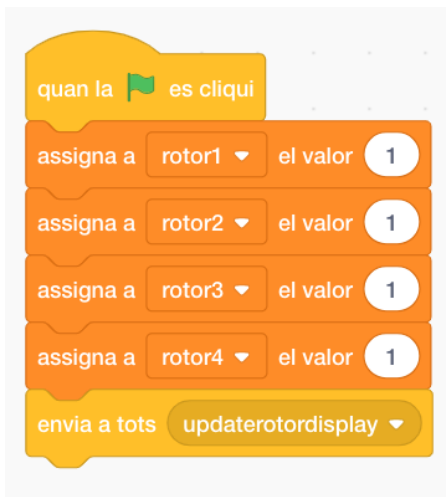 quan la es cliqui
assigna a rotor1 el valor 1
assigna a rotor2 el valor 1
assigna a rotor3 el valor 1
assigna a rotor4 el valor 1
envia a tots updaterotordisplay